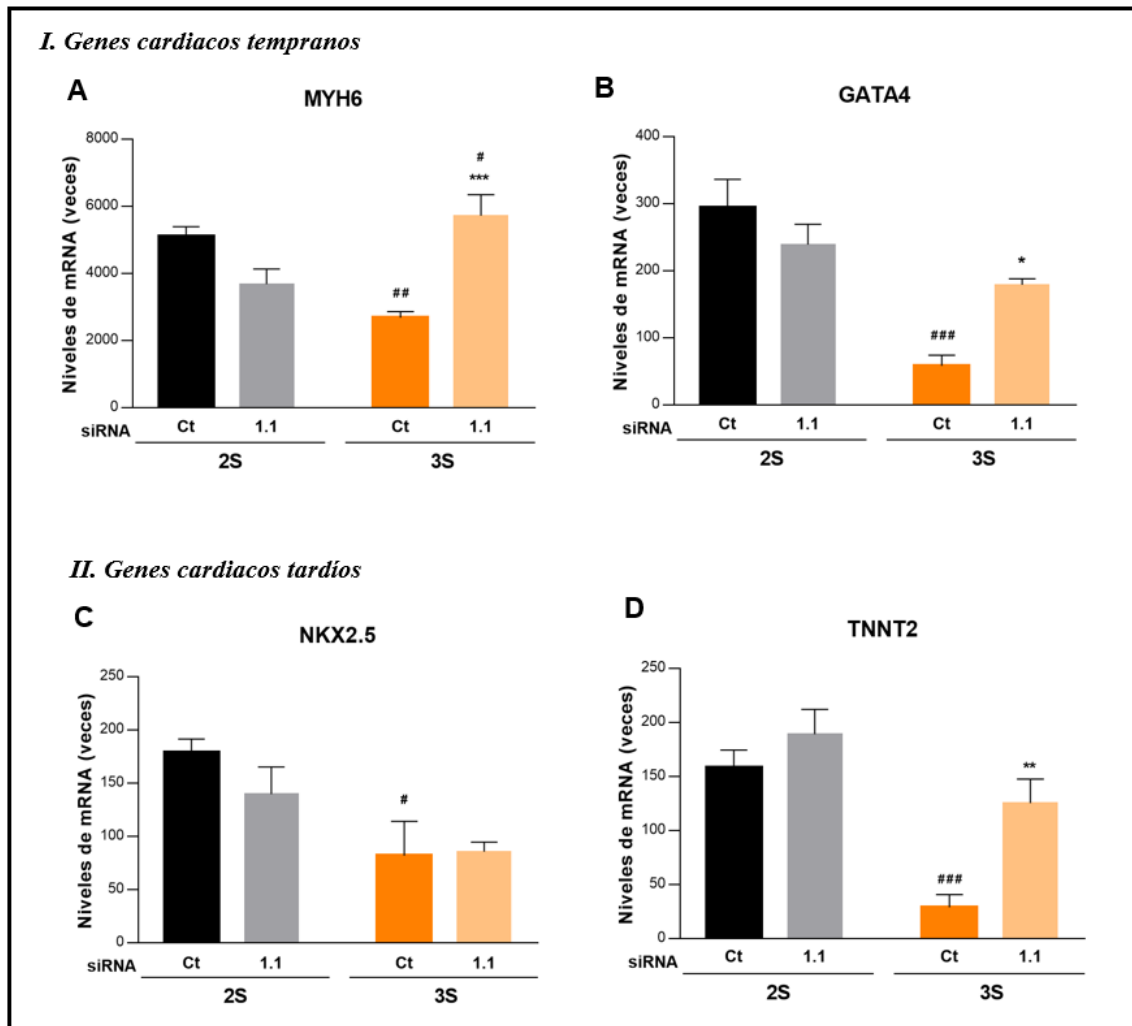 I. Genes cardiacos tempranos
A
MYH6
Niveles de mRNA (veces)
8000
6000
4000
2000
0
##
#
***
siRNA Ct 1.1 Ct 1.1
2S 3S
B
GATA4
Niveles de mRNA (veces)
400
300
200
100
0
###
*
siRNA Ct 1.1 Ct 1.1
2S 3S
II. Genes cardiacos tardíos
C
NKX2.5
Niveles de mRNA (veces)
250
200
150
100
50
0
#
siRNA Ct 1.1 Ct 1.1
2S 3S
D
TNNT2
Niveles de mRNA (veces)
250
200
150
100
50
0
###
**
siRNA Ct 1.1 Ct 1.1
2S 3S